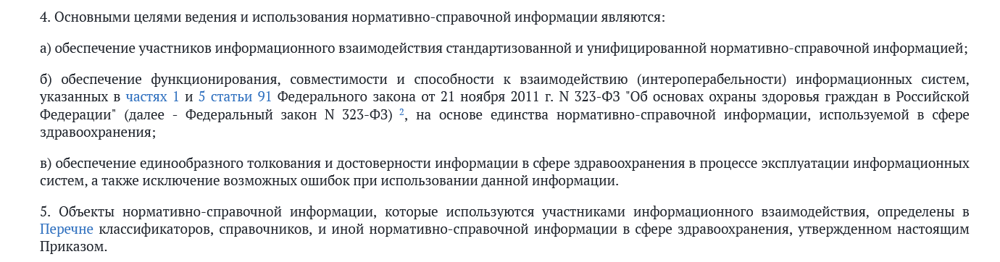 4. Основными целями ведения и использования нормативно-справочной информации являются:
а) обеспечение участников информационного взаимодействия стандартизованной и унифицированной нормативно-справочной информацией;
б) обеспечение функционирования, совместимости и способности к взаимодействию (интероперабельности) информационных систем,
указанных в частях 1 и 5 статьи 91 Федерального закона от 21 ноября 2011 г. N 323-ФЗ "Об основах охраны здоровья граждан в Российской
Федерации" (далее - Федеральный закон N 323-ФЗ) 2, на основе единства нормативно-справочной информации, используемой в сфере
здравоохранения;
в) обеспечение единообразного толкования и достоверности информации в сфере здравоохранения в процессе эксплуатации информационных
систем, а также исключение возможных ошибок при использовании данной информации.
5. Объекты нормативно-справочной информации, которые используются участниками информационного взаимодействия, определены в
Перечне классификаторов, справочников, и иной нормативно-справочной информации в сфере здравоохранения, утвержденном настоящим
Приказом.